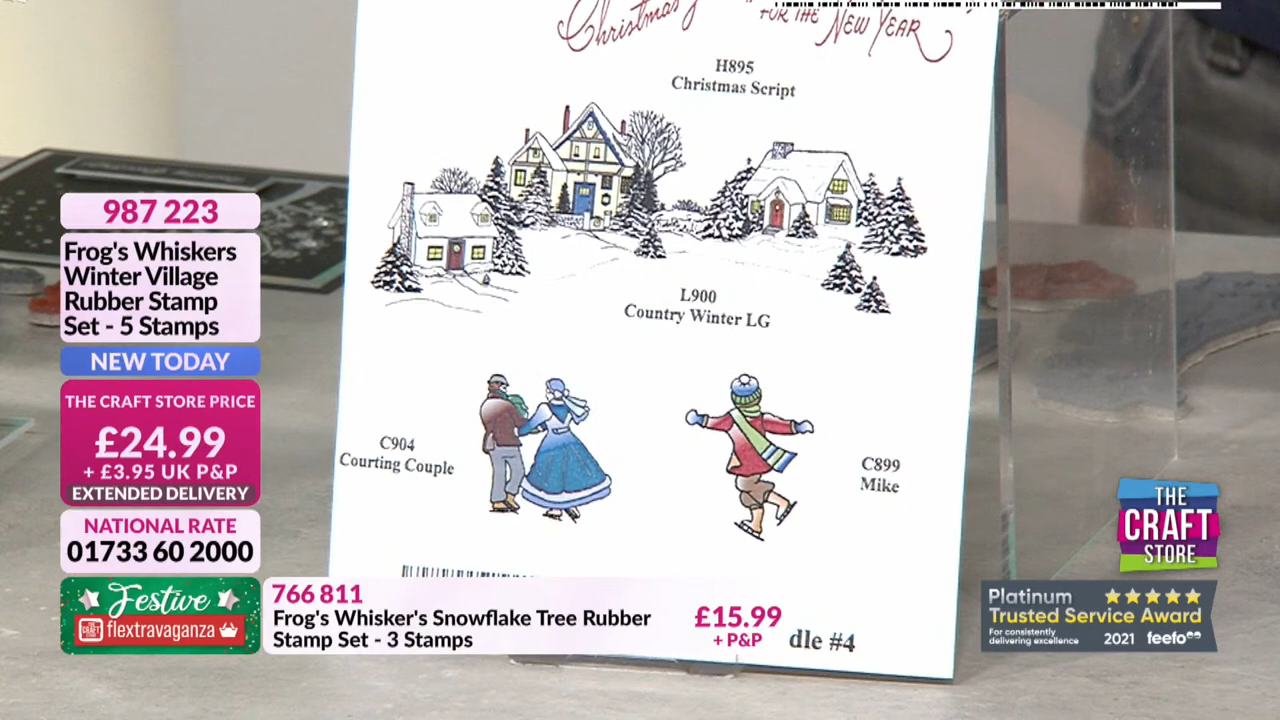 Christmas
FOR THE NEW YEAR
H895
Christmas Script
L900
Country Winter LG
C904
Courting Couple
C899
Mike
dle #4
987 223
Frog's Whiskers
Winter Village
Rubber Stamp
Set - 5 Stamps
NEW TODAY
THE CRAFT STORE PRICE
£24.99
+ £3.95 UK P&P
EXTENDED DELIVERY
NATIONAL RATE
01733 60 2000
Festive
THE CRAFT STORE
flextravaganza
766 811
Frog's Whisker's Snowflake Tree Rubber
Stamp Set - 3 Stamps
£15.99
+ P&P
THE
CRAFT
STORE
Platinum
Trusted Service Award
For consistently
delivering excellence
2021 feefo